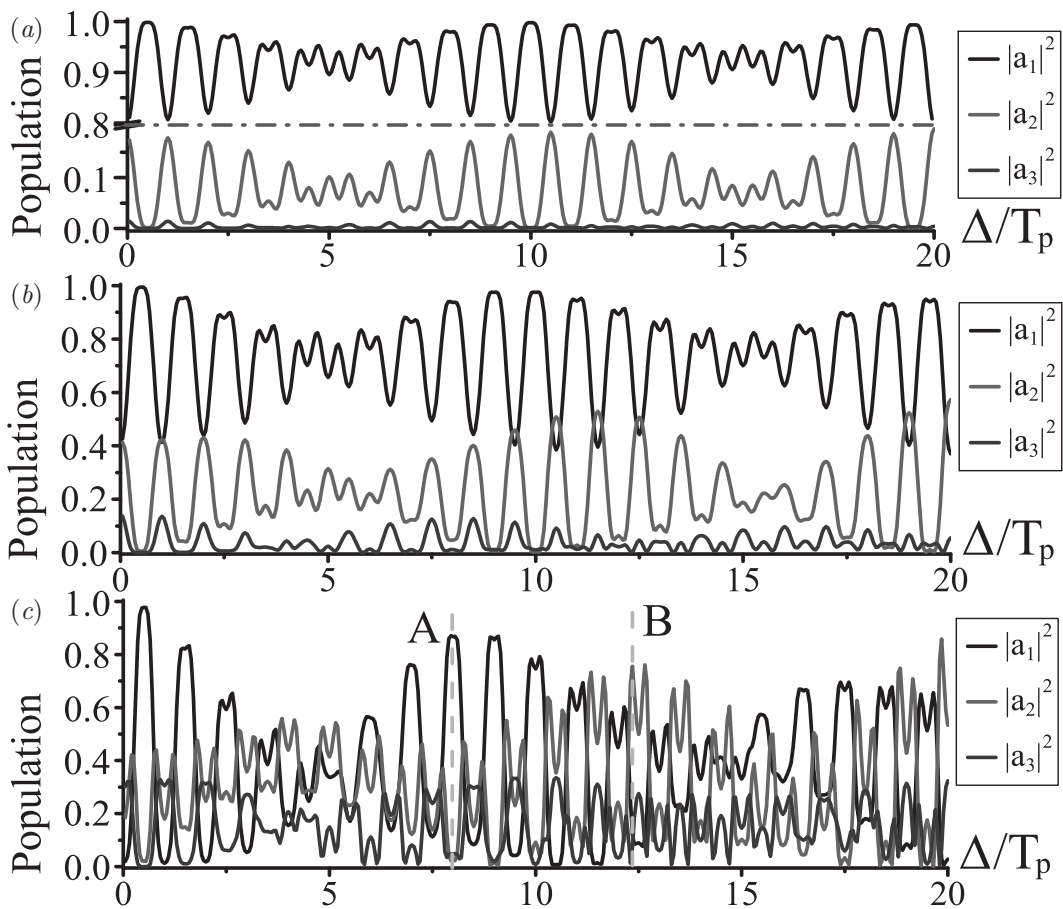 (a)
Population
1.0
0.9
0.8
0.1
0.0
0 5 10 15 20
Δ/Tp
|a₁|²
|a₂|²
|a₃|²
(b)
Population
1.0
0.8
0.6
0.4
0.2
0.0
0 5 10 15 20
Δ/Tp
|a₁|²
|a₂|²
|a₃|²
(c)
Population
1.0
0.8
0.6
0.4
0.2
0.0
A B
0 5 10 15 20
Δ/Tp
|a₁|²
|a₂|²
|a₃|²